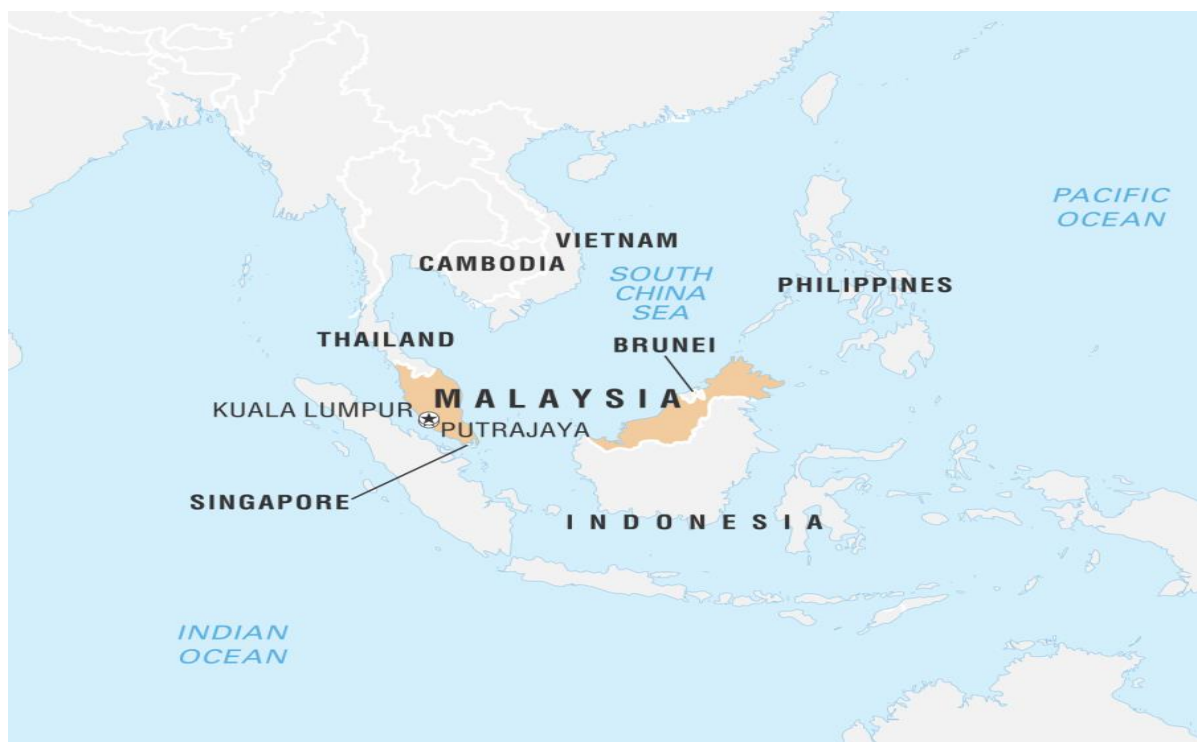 PACIFIC
OCEAN
VIETNAM
CAMBODIA
SOUTH
CHINA
SEA
PHILIPPINES
THAILAND
BRUNEI
MALAYSIA
KUALA LUMPUR
PUTRAJAYA
SINGAPORE
INDONESIA
INDIAN
OCEAN